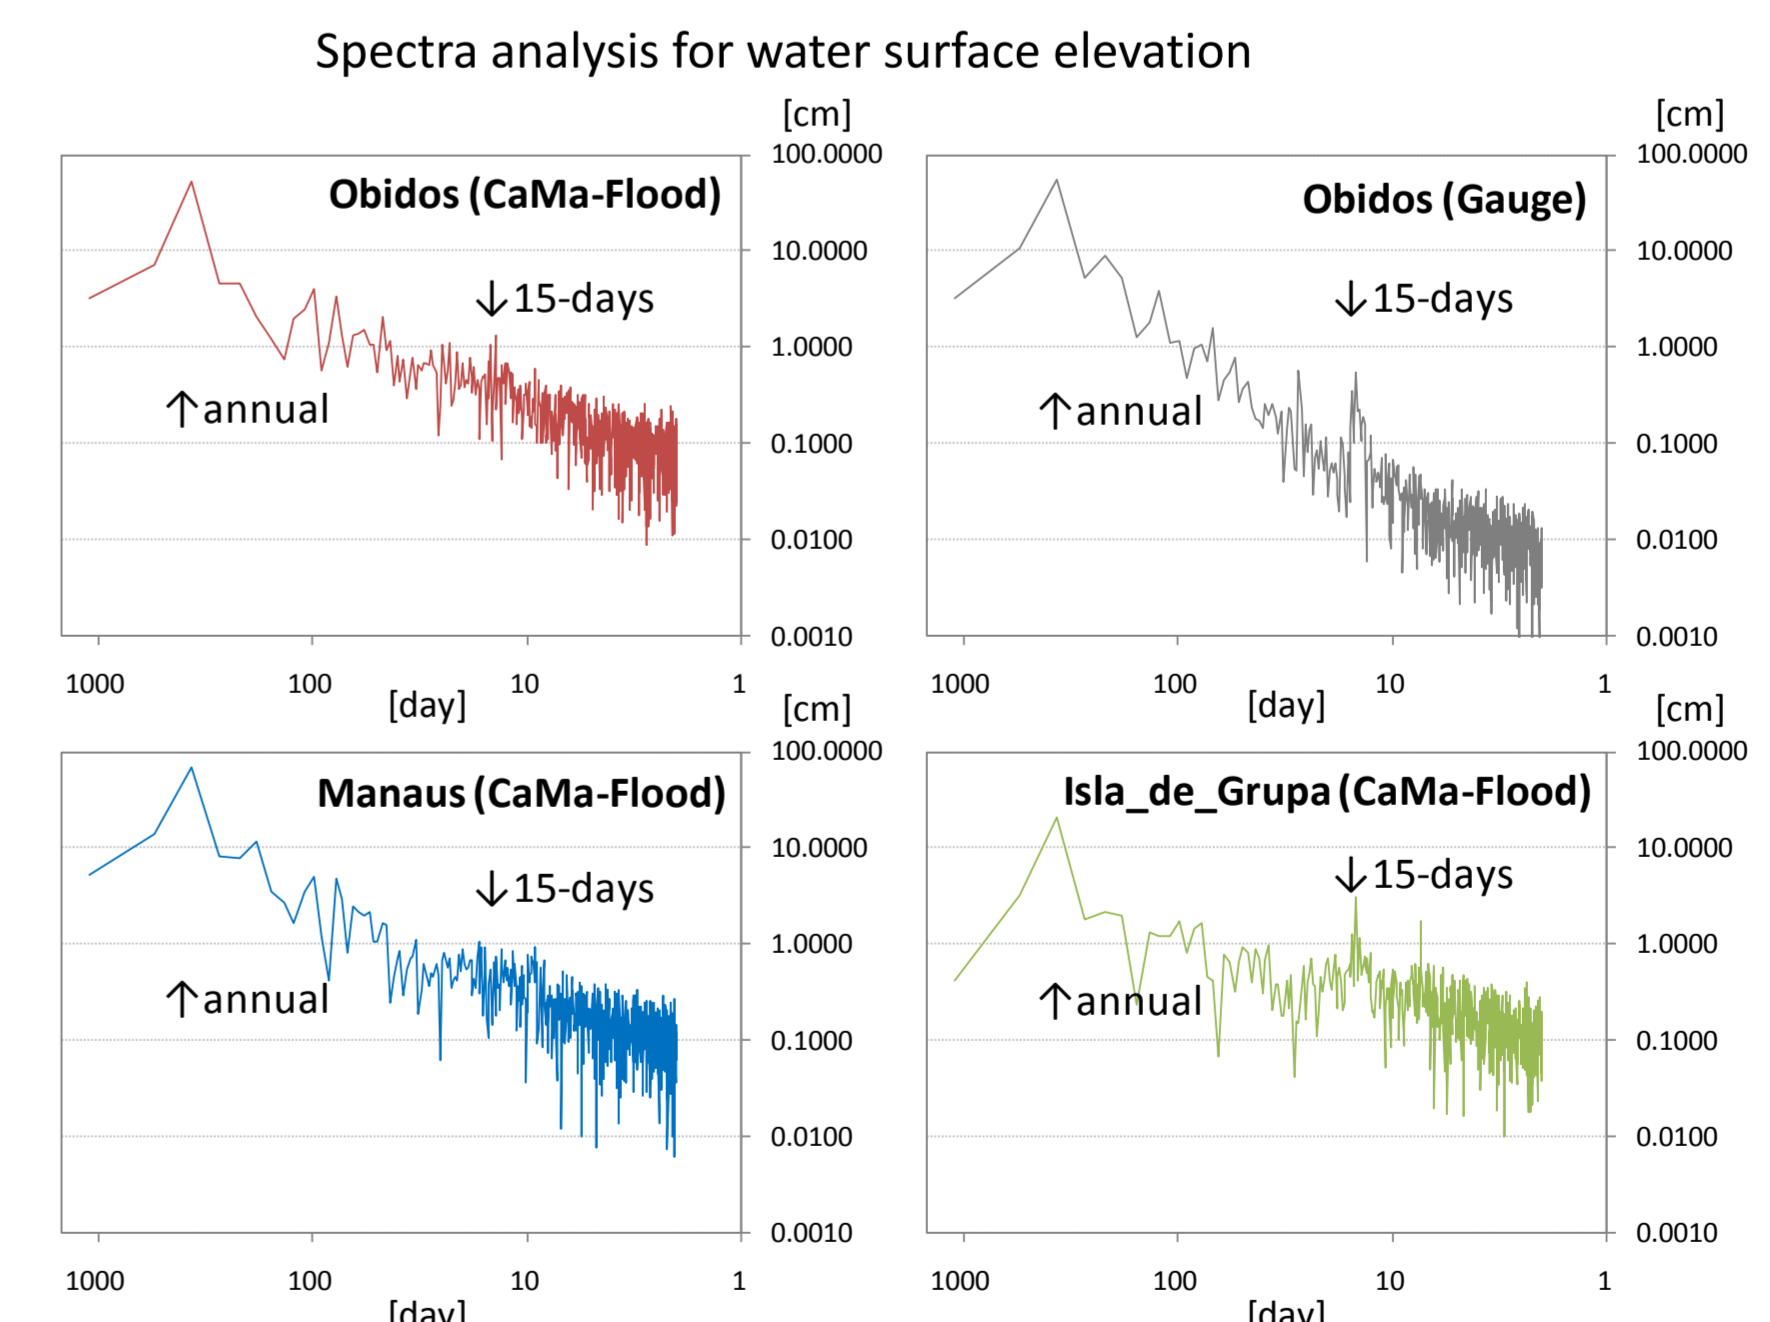 Spectra analysis for water surface elevation
[cm]
100.0000
Obidos (CaMa-Flood)
10.0000
↓15-days
1.0000
↑annual
0.1000
0.0100
0.0010
1000 100 10 1
[day]
[cm]
100.0000
Obidos (Gauge)
10.0000
↓15-days
1.0000
↑annual
0.1000
0.0100
0.0010
1000 100 10 1
[day]
[cm]
100.0000
Manaus (CaMa-Flood)
10.0000
↓15-days
1.0000
↑annual
0.1000
0.0100
0.0010
1000 100 10 1
[day]
[cm]
100.0000
Isla_de_Grupa (CaMa-Flood)
10.0000
↓15-days
1.0000
↑annual
0.1000
0.0100
0.0010
1000 100 10 1
[day]